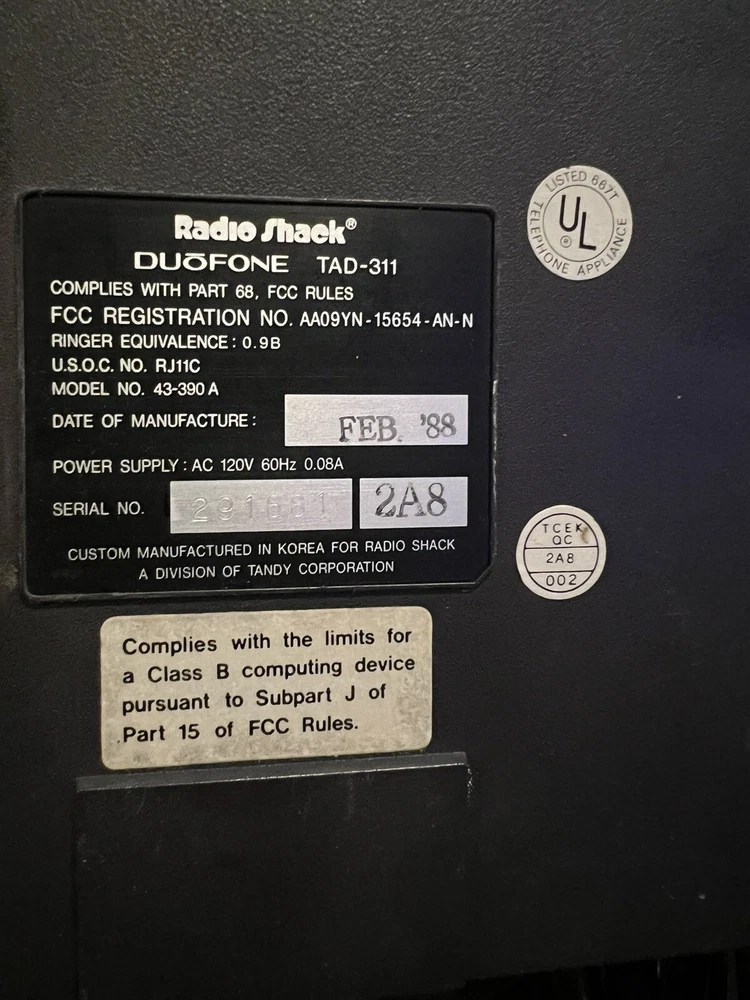 Radio Shack®
DUōFONE TAD-311
COMPLIES WITH PART 68, FCC RULES
FCC REGISTRATION NO. AA09YN-15654-AN-N
RINGER EQUIVALENCE: 0.9B
U.S.O.C. NO. RJ11C
MODEL NO. 43-390A
DATE OF MANUFACTURE: FEB. '88
POWER SUPPLY: AC 120V 60Hz 0.08A
SERIAL NO. 2A8
CUSTOM MANUFACTURED IN KOREA FOR RADIO SHACK
A DIVISION OF TANDY CORPORATION
LISTED 687T
UL®
TELEPHONE APPLIANCE
TCEK
QC
2A8
002
Complies with the limits for
a Class B computing device
pursuant to Subpart J of
Part 15 of FCC Rules.